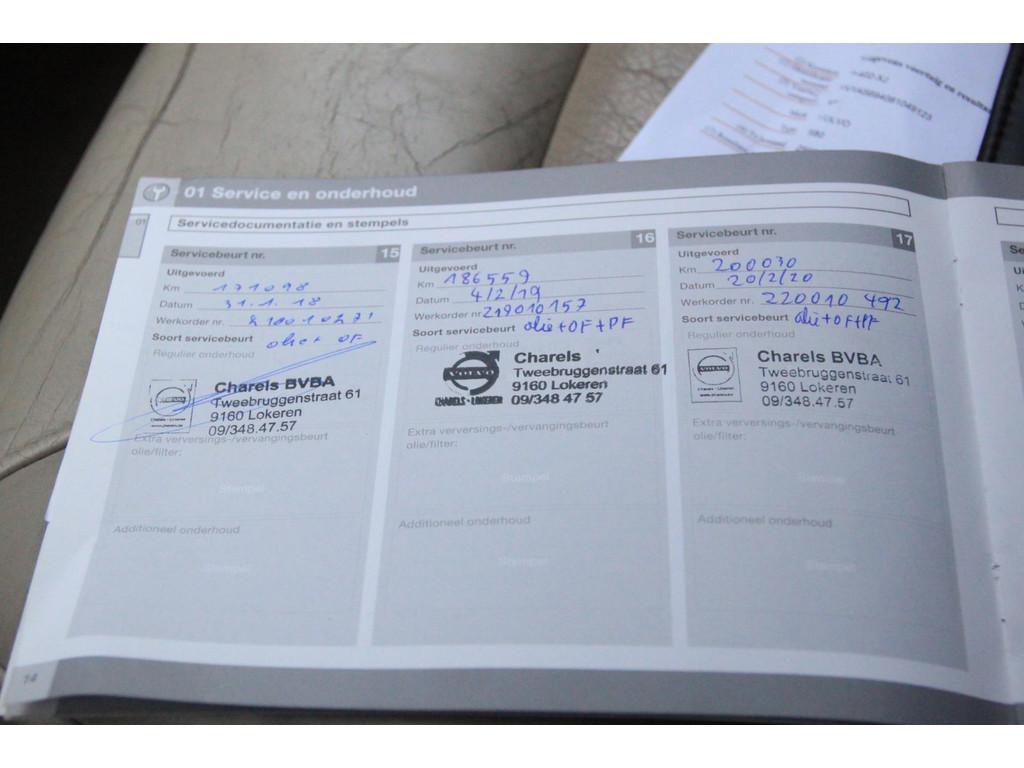 01 Service en onderhoud
01
Servicedocumentatie en stempels
Servicebeurt nr. 15
Uitgevoerd
Km 171098
Datum 31.1.18
Werkorder nr.
Soort servicebeurt olie + OF
Regulier onderhoud
VOLVO
Charels BVBA
Tweebruggenstraat 61
9160 Lokeren
09/348.47.57
Extra verversings-/vervangingsbeurt
olie/filter:
Stempel
Additioneel onderhoud
Stempel
Servicebeurt nr. 16
Uitgevoerd
Km 186559
Datum 4/2/19
Werkorder nr 219010157
Soort servicebeurt olie+OF+PF
Regulier onderhoud
VOLVO
CHARELS - LOKEREN
Charels
Tweebruggenstraat 61
9160 Lokeren
09/348 47 57
Extra verversings-/vervangingsbeurt
olie/filter:
Stempel
Additioneel onderhoud
Stempel
Servicebeurt nr. 17
Uitgevoerd
Km 200030
Datum 20/2/20
Werkorder nr. 220010 492
Soort servicebeurt olie+OF+PF
Regulier onderhoud
VOLVO
Charels BVBA
Tweebruggenstraat 61
9160 Lokeren
09/348.47.57
Extra verversings-/vervangingsbeurt
olie/filter:
Stempel
Additioneel onderhoud
Stempel
14